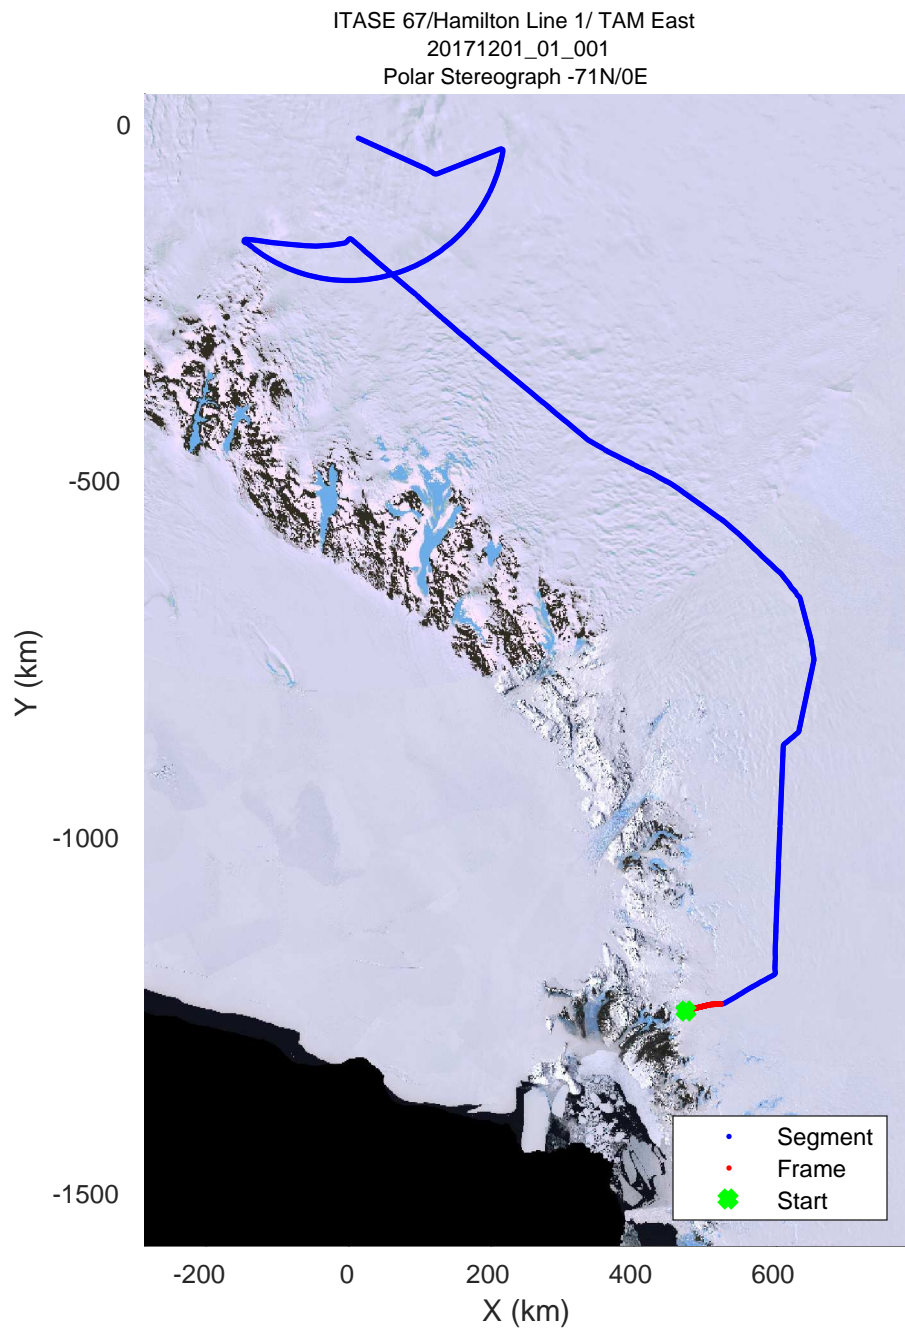 ITASE 67/Hamilton Line 1/ TAM East
20171201_01_001
Polar Stereograph -71N/0E
0
-500
-1000
-1500
Y (km)
Segment
Frame
Start
-200
0
200
400
600
X (km)